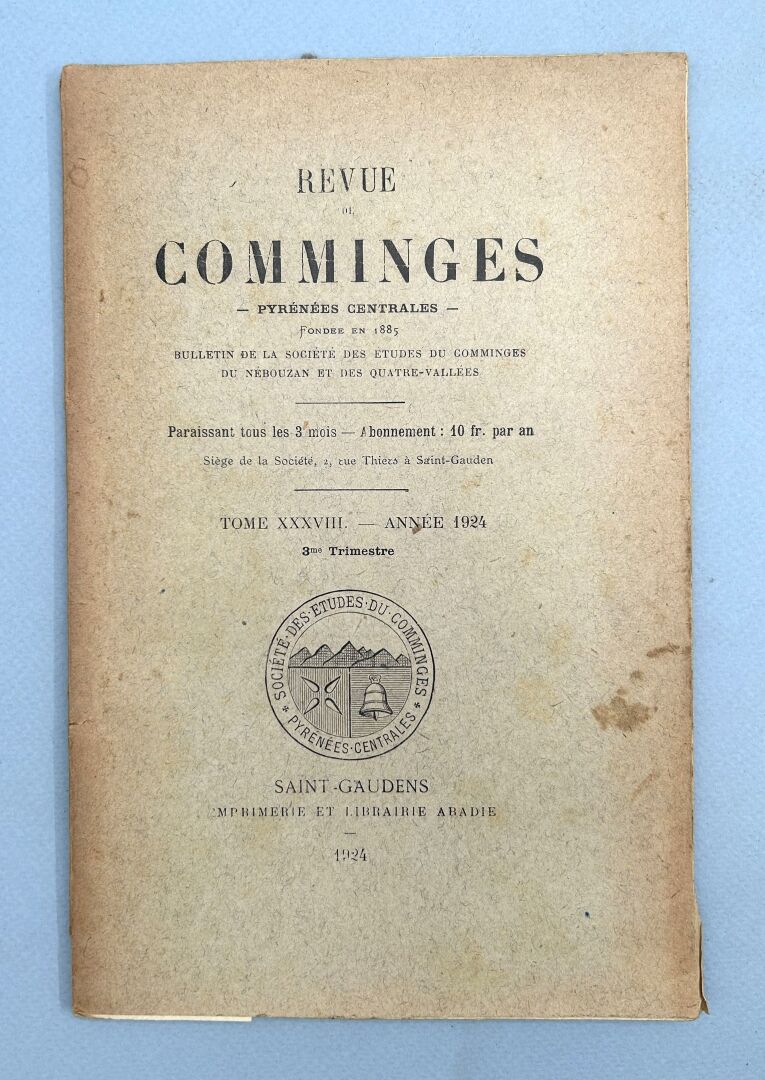 REVUE
DE
COMMINGES
— PYRÉNÉES CENTRALES —
FONDEE EN 1885
BULLETIN DE LA SOCIÉTÉ DES ETUDES DU COMMINGES
DU NÉBOUZAN ET DES QUATRE-VALLÉES
Paraissant tous les 3 mois — Abonnement : 10 fr. par an
Siège de la Société, 2, rue Thiers à Saint-Gauden
TOME XXXVIII. — ANNÉE 1924
3me Trimestre
SOCIÉTÉ·DES·ETUDES·DU·COMMINGES
* PYRÉNÉES·CENTRALES *
SAINT-GAUDENS
IMPRIMERIE ET LIBRAIRIE ABADIE
—
1924